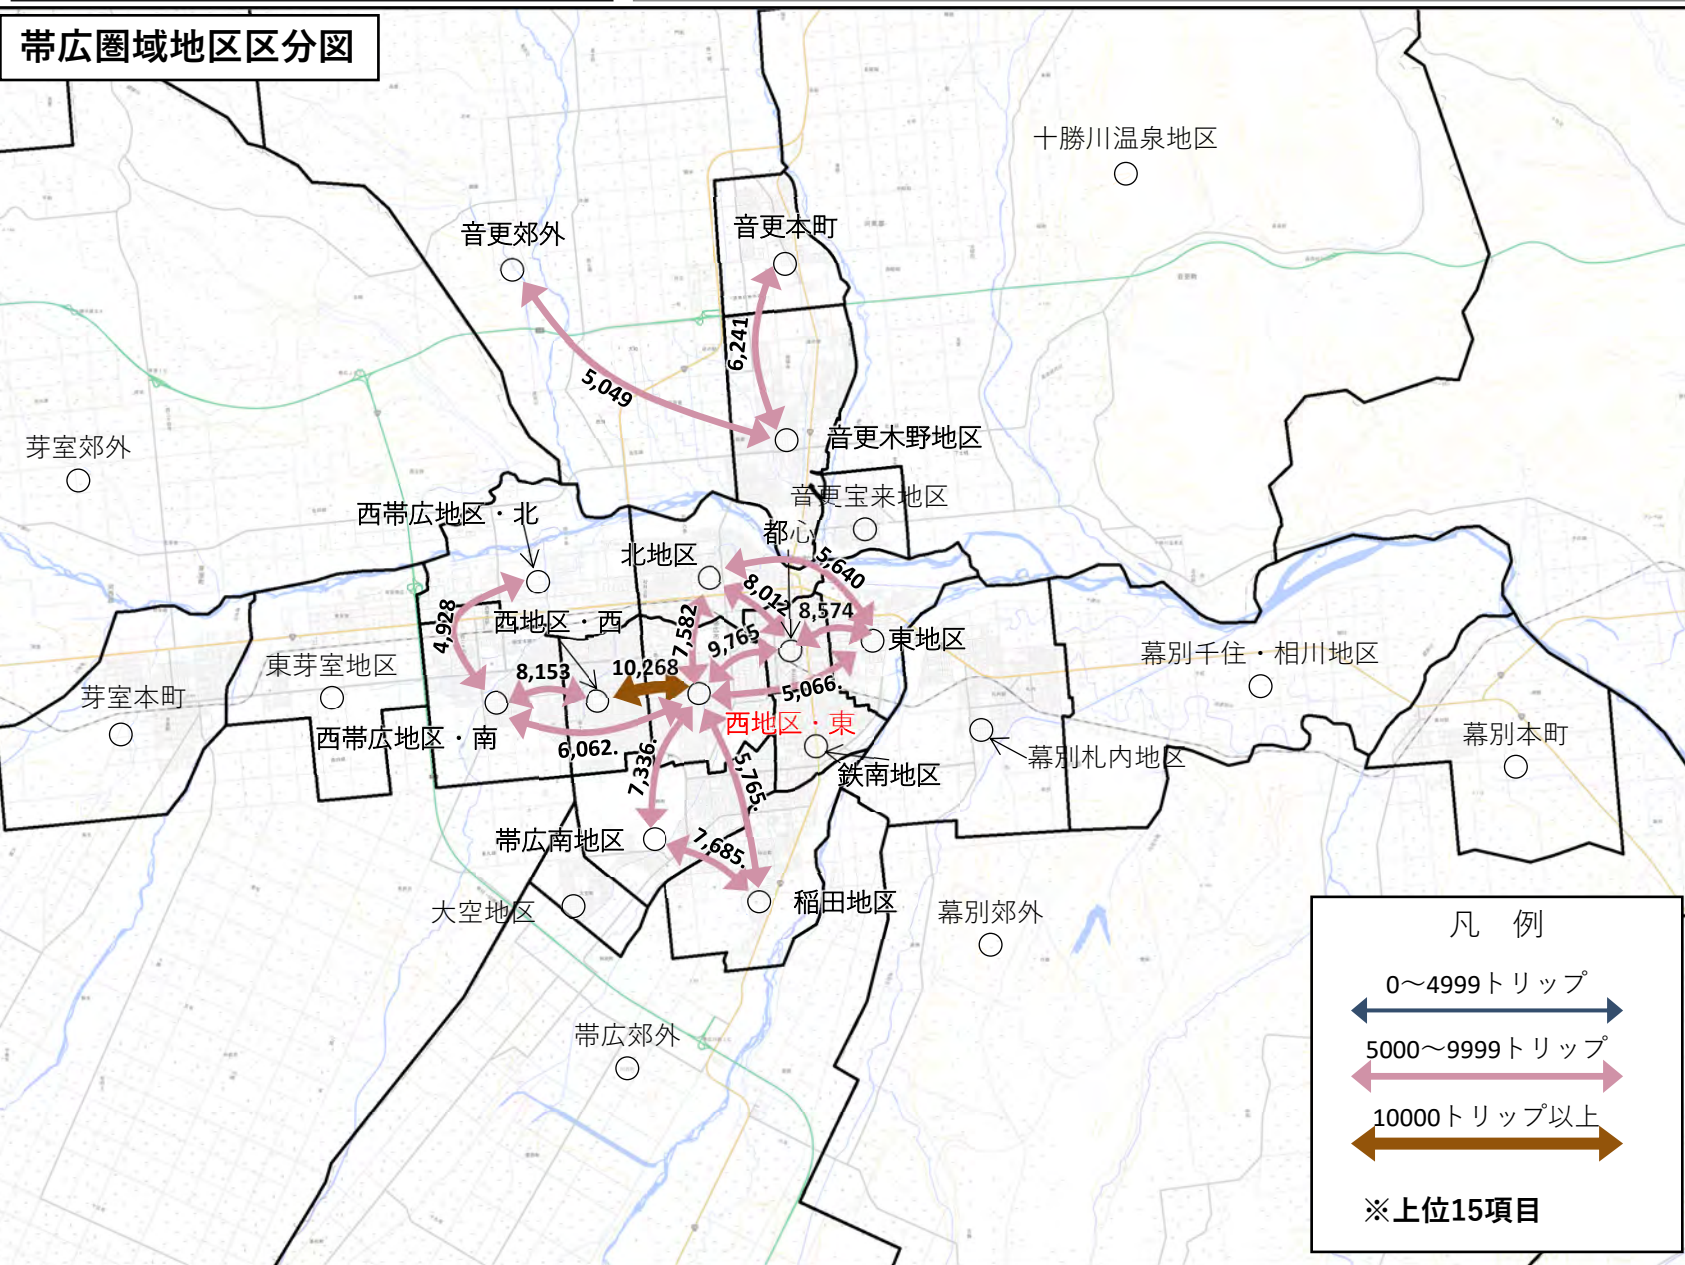 帯広圏域地区区分図
十勝川温泉地区
音更郊外
音更本町
6,241
5,049
芽室郊外
音更木野地区
音更宝来地区
西帯広地区・北
都心
北地区
5,640
8,012
8,574
4,928
西地区・西
7,582
9,765
東地区
幕別千住・相川地区
東芽室地区
8,153
10,268
5,066.
芽室本町
西地区・東
西帯広地区・南
6,062.
7,336.
5,765.
幕別札内地区
幕別本町
鉄南地区
帯広南地区
7,685.
大空地区
稲田地区
幕別郊外
帯広郊外
凡 例
0～4999トリップ
5000～9999トリップ
10000トリップ以上
※上位15項目